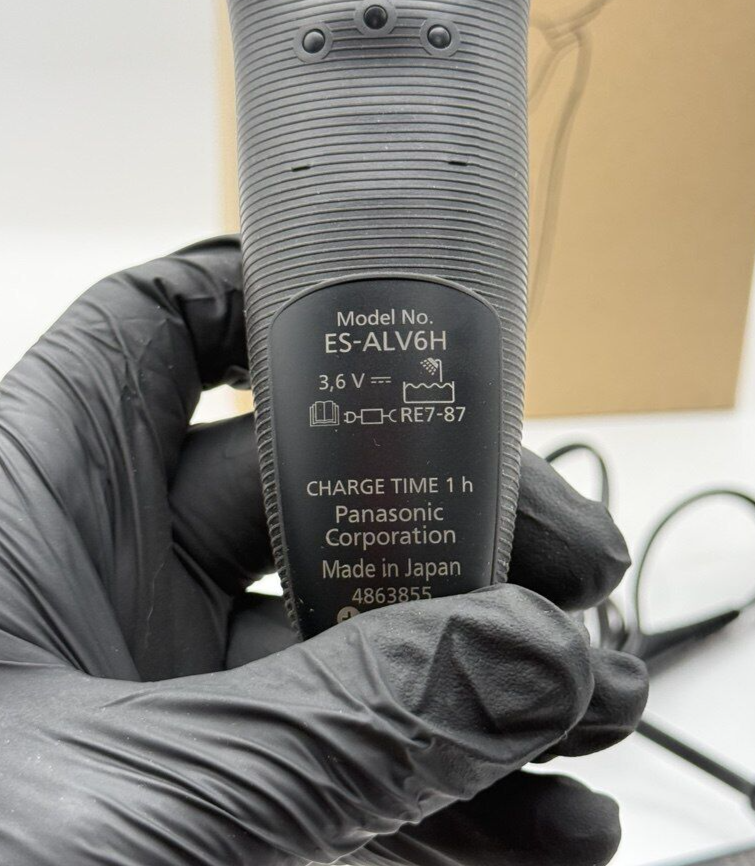 Model No.
ES-ALV6H
3,6 V
RE7-87
CHARGE TIME 1 h
Panasonic
Corporation
Made in Japan
4863855